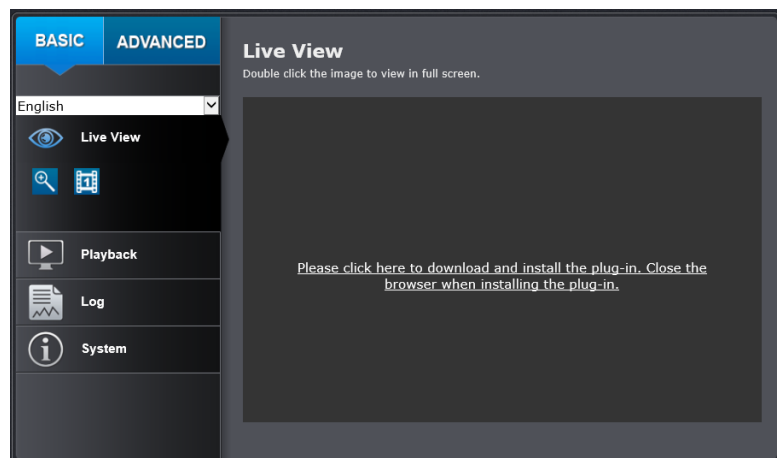 BASIC
ADVANCED
English
Live View
1
Playback
Log
System
Live View
Double click the image to view in full screen.
Please click here to download and install the plug-in. Close the
browser when installing the plug-in.